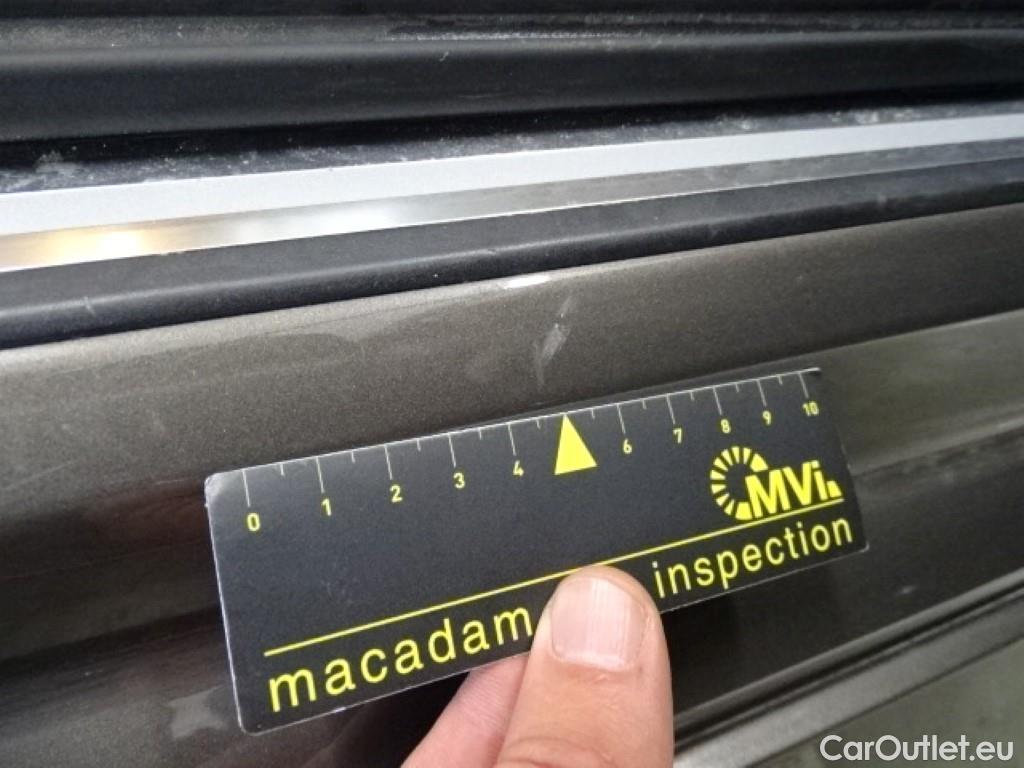 0 1 2 3 4 6 7 8 9 10
MVi
macadam inspection
CarOutlet.eu